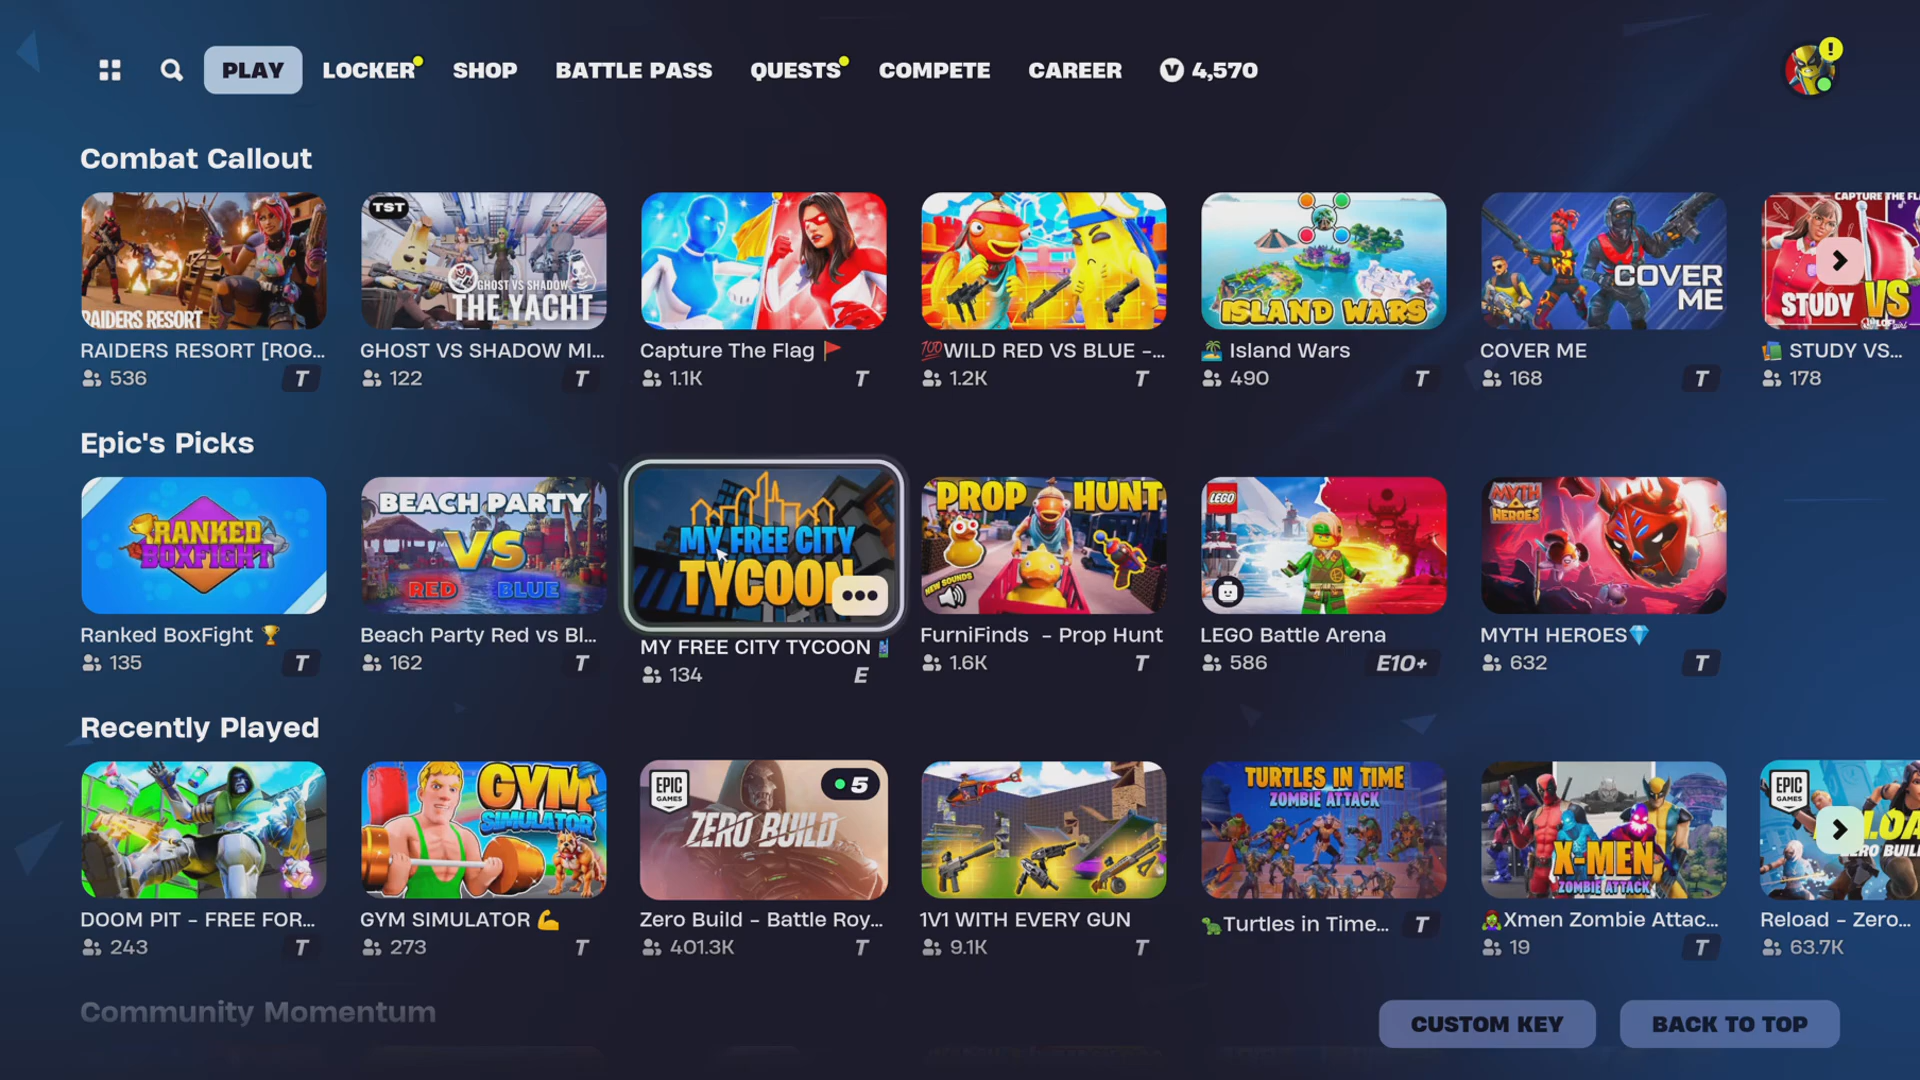 PLAY LOCKER SHOP BATTLE PASS QUESTS COMPETE CAREER V 4,570 !
Combat Callout
RAIDERS RESORT
TST
GHOST VS SHADOW
THE YACHT
ISLAND WARS
COVER
ME
CAPTURE THE FLA
STUDY VS
RAIDERS RESORT [ROG...
536 T
GHOST VS SHADOW MI...
122 T
Capture The Flag 🚩
1.1K T
💯WILD RED VS BLUE -...
1.2K T
🏝️ Island Wars
490 T
COVER ME
168 T
STUDY VS...
178
Epic's Picks
RANKED
BOXFIGHT
BEACH PARTY
VS
RED BLUE
MY FREE CITY
TYCOON
PROP HUNT
NEW SOUNDS
LEGO
MYTH
HEROES
Ranked BoxFight 🏆
135 T
Beach Party Red vs Bl...
162 T
MY FREE CITY TYCOON
134 E
FurniFinds - Prop Hunt
1.6K T
LEGO Battle Arena
586 E10+
MYTH HEROES💎
632 T
Recently Played
GYM
SIMULATOR
EPIC
GAMES
5
ZERO BUILD
TURTLES IN TIME
ZOMBIE ATTACK
X-MEN
ZOMBIE ATTACK
EPIC
GAMES
LOA
ERO BUIL
DOOM PIT - FREE FOR...
243 T
GYM SIMULATOR 💪
273 T
Zero Build - Battle Roy...
401.3K T
1V1 WITH EVERY GUN
9.1K T
🐢Turtles in Time... T
🧟Xmen Zombie Attac...
19 T
Reload - Zero...
63.7K
Community Momentum
CUSTOM KEY BACK TO TOP